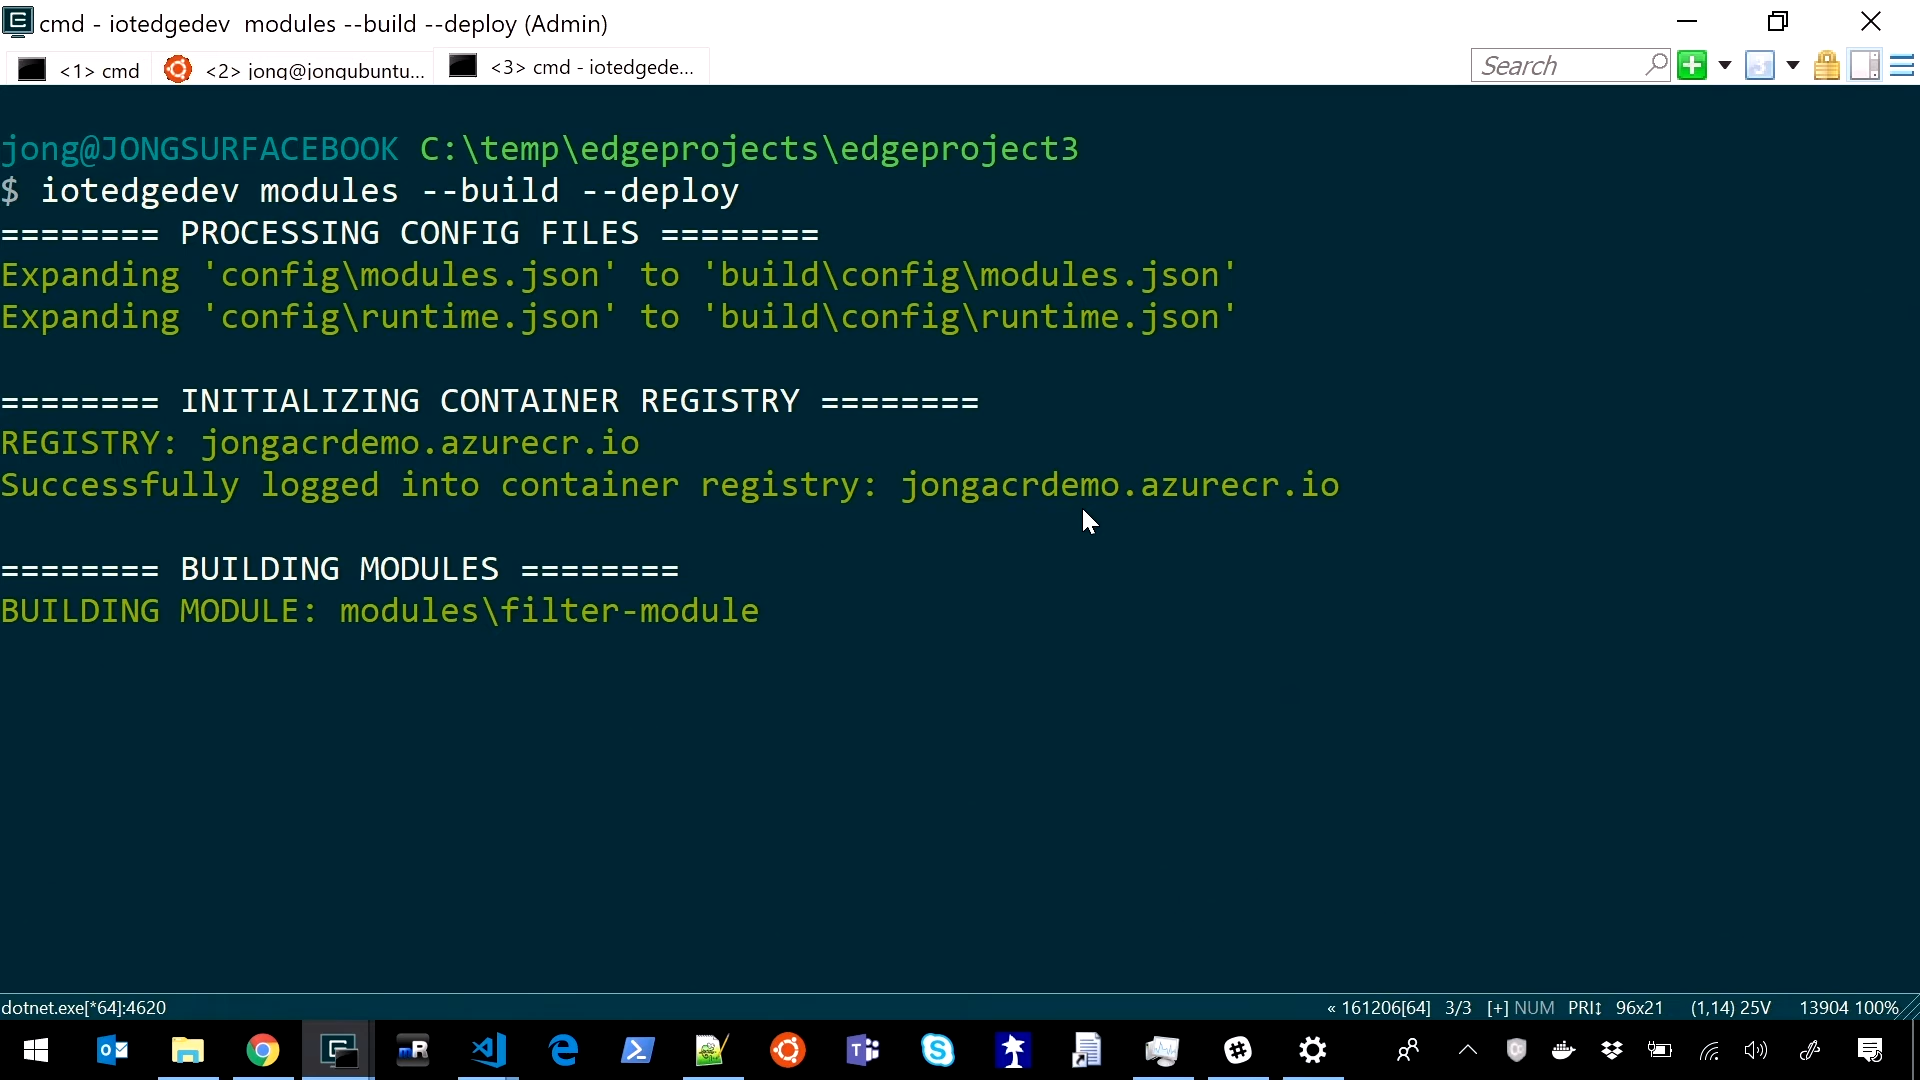 cmd - iotedgedev  modules --build --deploy (Admin)
<1> cmd
<2> jong@jongubuntu...
<3> cmd - iotedgede...
Search
jong@JONGSURFACEBOOK C:\temp\edgeprojects\edgeproject3
$ iotedgedev modules --build --deploy
======== PROCESSING CONFIG FILES ========
Expanding 'config\modules.json' to 'build\config\modules.json'
Expanding 'config\runtime.json' to 'build\config\runtime.json'
======== INITIALIZING CONTAINER REGISTRY ========
REGISTRY: jongacrdemo.azurecr.io
Successfully logged into container registry: jongacrdemo.azurecr.io
======== BUILDING MODULES ========
BUILDING MODULE: modules\filter-module
dotnet.exe[*64]:4620
« 161206[64] 3/3 [+] NUM PRI↕ 96x21 (1,14) 25V 13904 100%